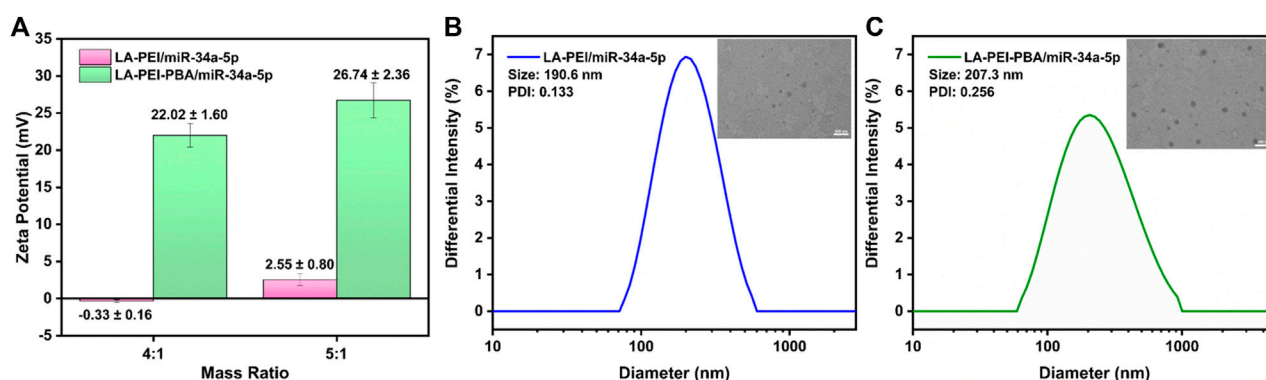 A
35
30
25
20
15
10
5
0
-5
Zeta Potential (mV)
LA-PEI/miR-34a-5p
LA-PEI-PBA/miR-34a-5p
22.02 ± 1.60
26.74 ± 2.36
-0.33 ± 0.16
2.55 ± 0.80
4:1
5:1
Mass Ratio
B
7
6
5
4
3
2
1
0
Differential Intensity (%)
LA-PEI/miR-34a-5p
Size: 190.6 nm
PDI: 0.133
10
100
1000
Diameter (nm)
C
7
6
5
4
3
2
1
0
Differential Intensity (%)
LA-PEI-PBA/miR-34a-5p
Size: 207.3 nm
PDI: 0.256
10
100
1000
Diameter (nm)